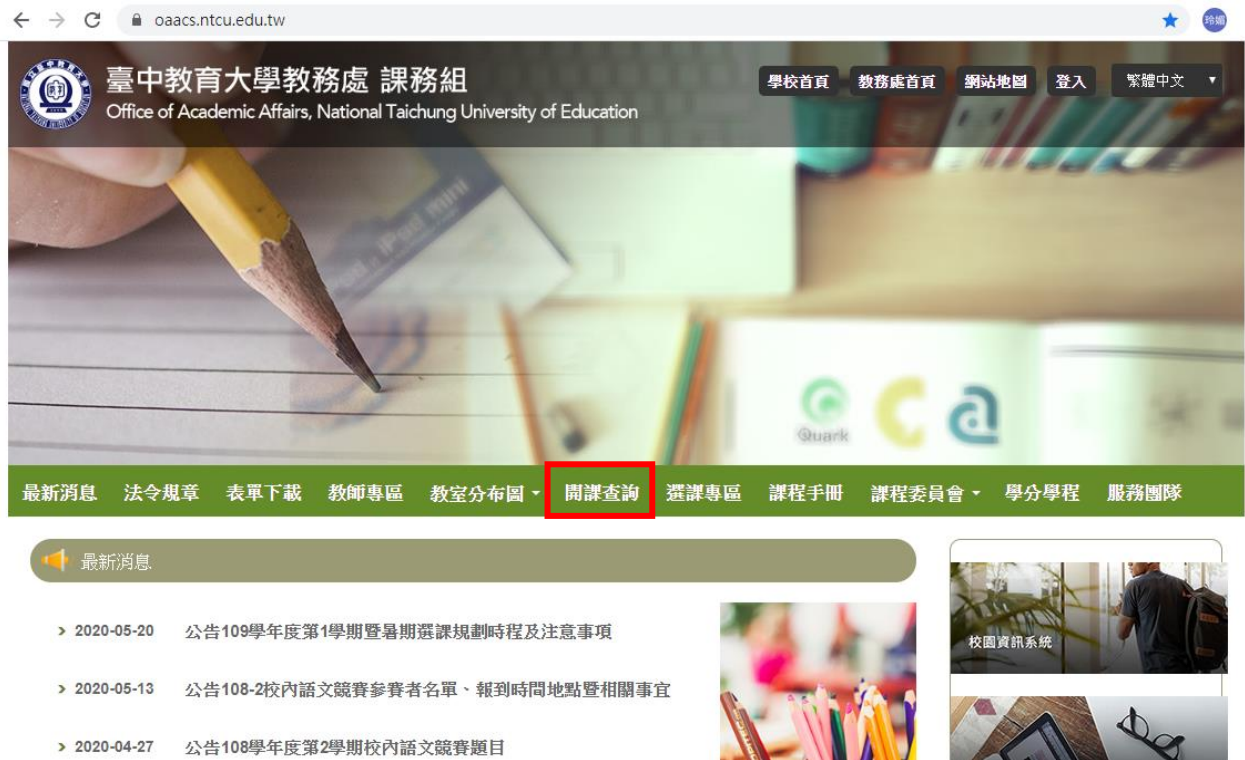 oaacs.ntcu.edu.tw
玲媚
臺中教育大學教務處 課務組
Office of Academic Affairs, National Taichung University of Education
學校首頁 教務處首頁 網站地圖 登入 繁體中文
iPad mini
Quark
C a
最新消息 法令規章 表單下載 教師專區 教室分布圖 開課查詢 選課專區 課程手冊 課程委員會 學分學程 服務團隊
最新消息
2020-05-20 公告109學年度第1學期暨暑期選課規劃時程及注意事項
校園資訊系統
2020-05-13 公告108-2校內語文競賽參賽者名單、報到時間地點暨相關事宜
2020-04-27 公告108學年度第2學期校內語文競賽題目